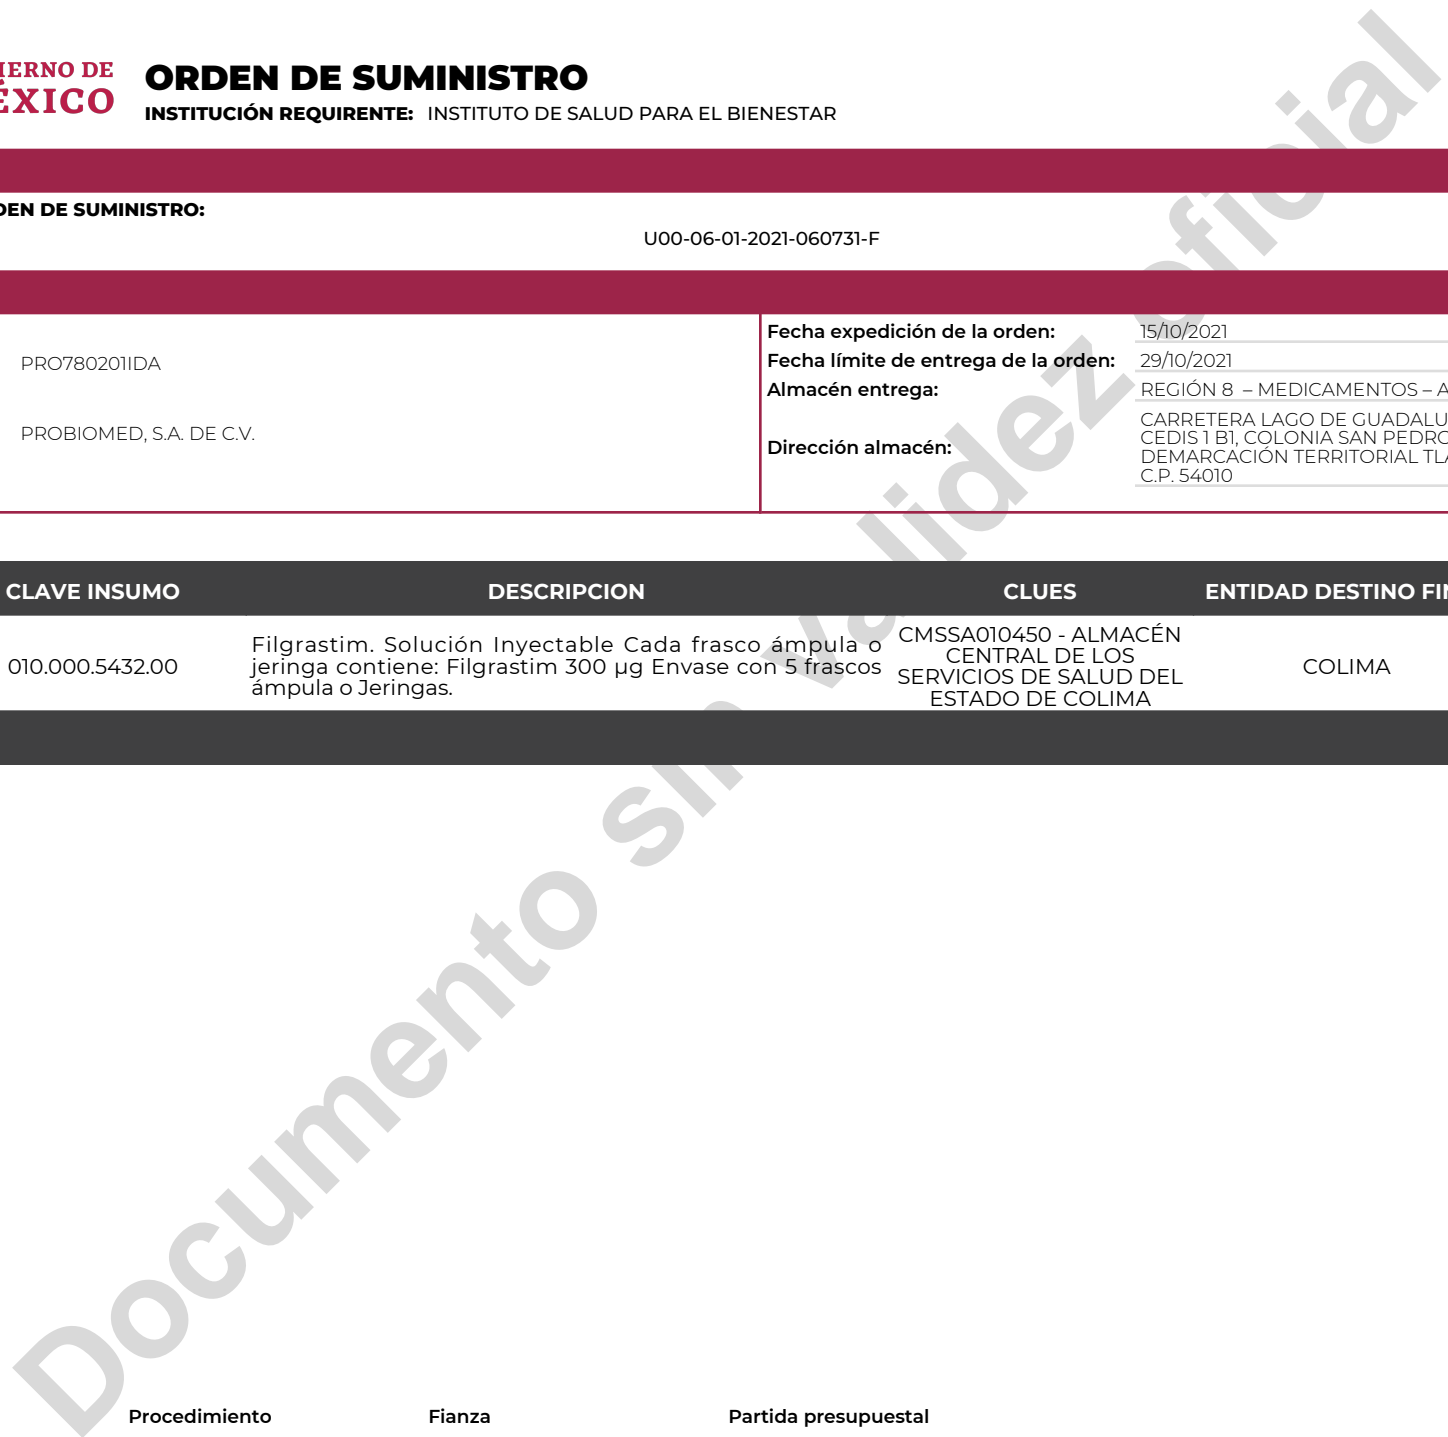 IERNO DE
ÉXICO
ORDEN DE SUMINISTRO
INSTITUCIÓN REQUIRENTE: INSTITUTO DE SALUD PARA EL BIENESTAR
DEN DE SUMINISTRO:
U00-06-01-2021-060731-F
PRO780201IDA
PROBIOMED, S.A. DE C.V.
Fecha expedición de la orden: 15/10/2021
Fecha límite de entrega de la orden: 29/10/2021
Almacén entrega: REGIÓN 8 – MEDICAMENTOS – A
Dirección almacén:
CARRETERA LAGO DE GUADALU
CEDIS 1 B1, COLONIA SAN PEDRO
DEMARCACIÓN TERRITORIAL TLA
C.P. 54010
CLAVE INSUMO DESCRIPCION CLUES ENTIDAD DESTINO FIN
010.000.5432.00
Filgrastim. Solución Inyectable Cada frasco ámpula o
jeringa contiene: Filgrastim 300 µg Envase con 5 frascos
ámpula o Jeringas.
CMSSA010450 - ALMACÉN
CENTRAL DE LOS
SERVICIOS DE SALUD DEL
ESTADO DE COLIMA
COLIMA
Documento sin validez oficial
Procedimiento Fianza Partida presupuestal